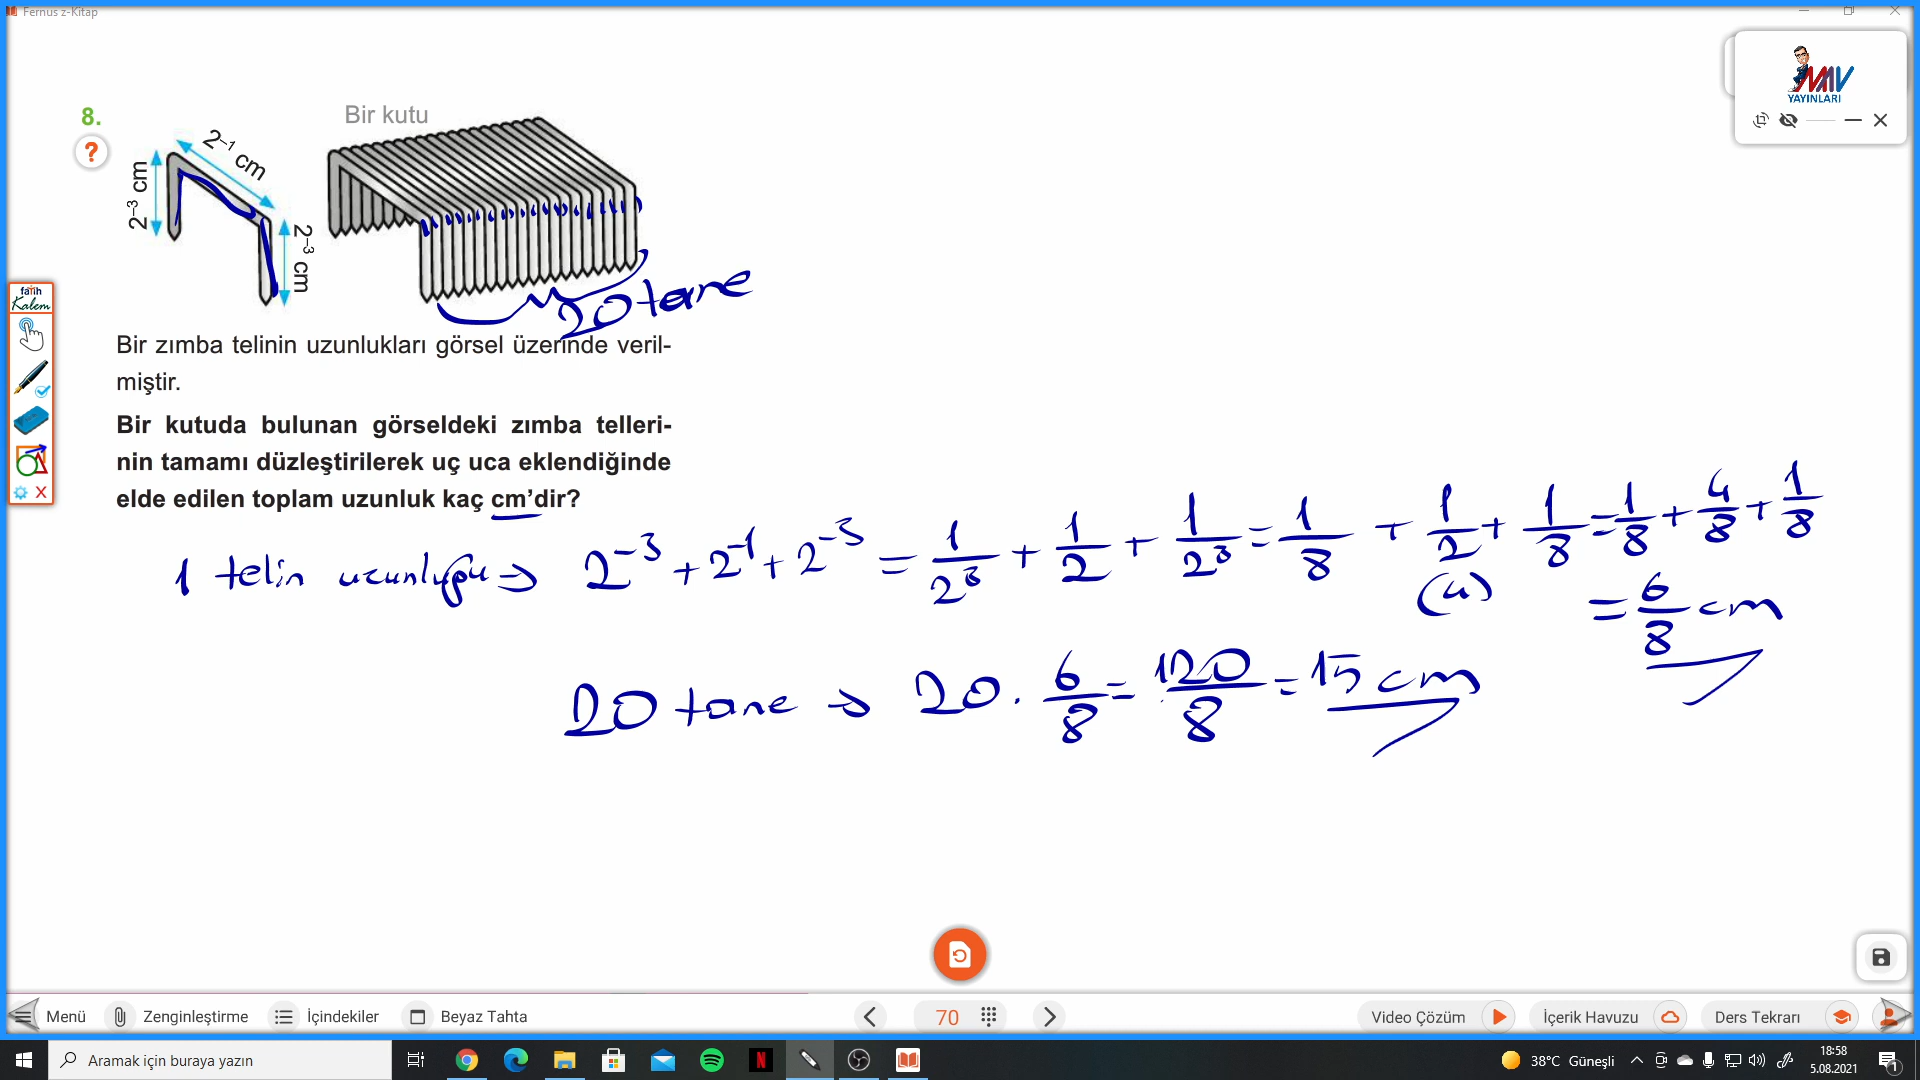 Fernus z-Kitap
MAV
YAYINLARI
8.
Bir kutu
?
2⁻¹ cm
2⁻³ cm
2⁻³ cm
20 tane
fatih
Kalem
Bir zımba telinin uzunlukları görsel üzerinde veril-
miştir.
Bir kutuda bulunan görseldeki zımba telleri-
nin tamamı düzleştirilerek uç uca eklendiğinde
elde edilen toplam uzunluk kaç cm'dir?
1 telin uzunluğu → 2⁻³ + 2⁻¹ + 2⁻³ = 1/2³ + 1/2 + 1/2³ = 1/8 + 1/2 + 1/8 = 1/8 + 4/8 + 1/8
(4)
= 6/8 cm
20 tane → 20 . 6/8 = 120/8 = 15 cm
Menü Zenginleştirme İçindekiler Beyaz Tahta 70 Video Çözüm İçerik Havuzu Ders Tekrarı
Aramak için buraya yazın
38°C Güneşli
18:58
5.08.2021
1